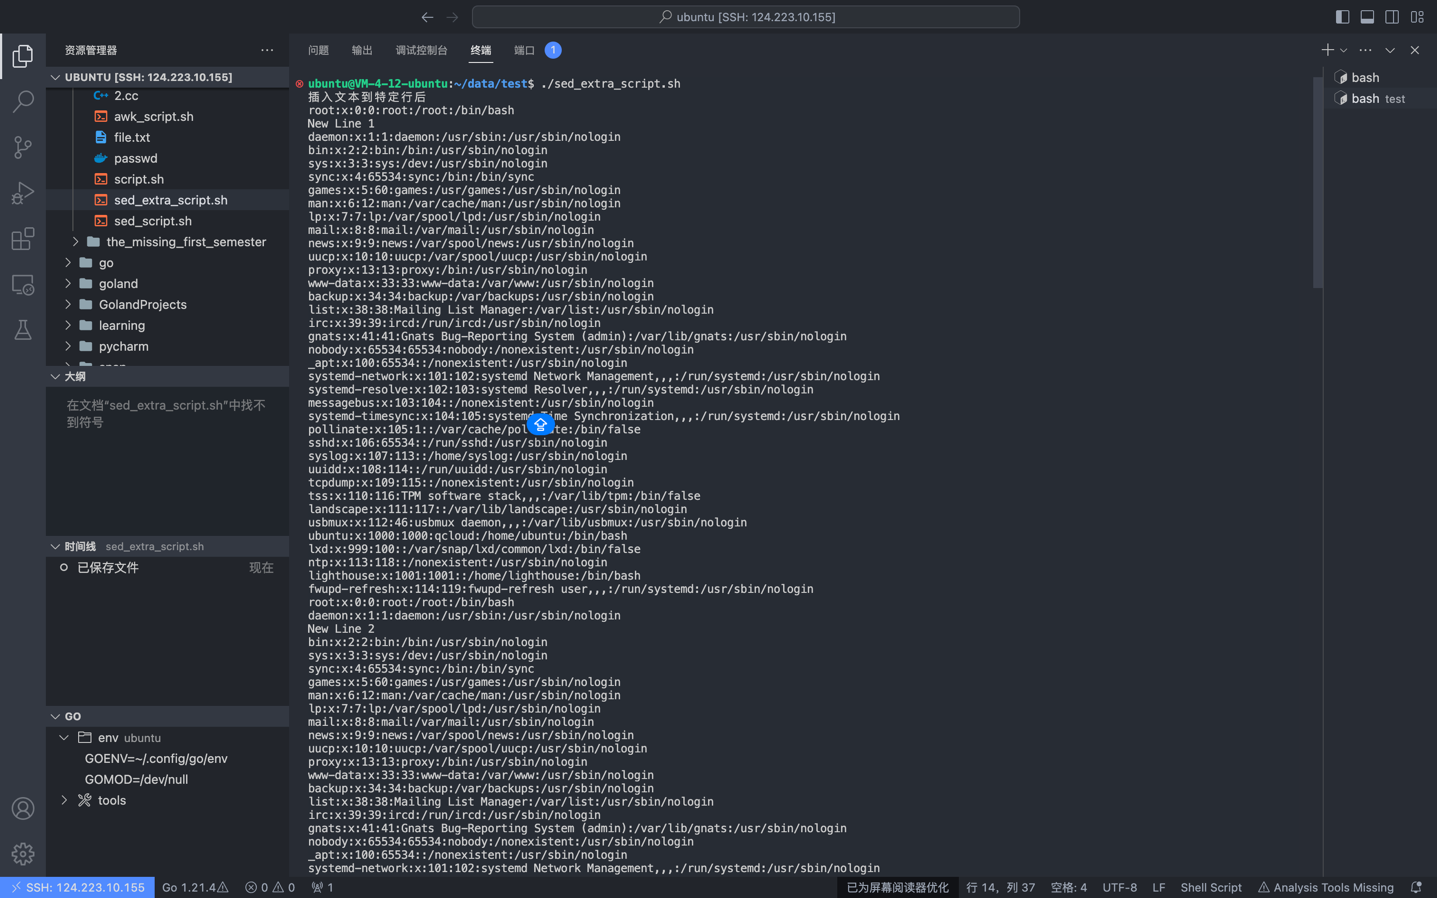 ubuntu [SSH: 124.223.10.155]
资源管理器
UBUNTU [SSH: 124.223.10.155]
2.cc
awk_script.sh
file.txt
passwd
script.sh
sed_extra_script.sh
sed_script.sh
the_missing_first_semester
go
goland
GolandProjects
learning
pycharm
大纲
在文档“sed_extra_script.sh”中找不
到符号
时间线 sed_extra_script.sh
已保存文件 现在
GO
env ubuntu
GOENV=~/.config/go/env
GOMOD=/dev/null
tools
问题 输出 调试控制台 终端 端口 1
ubuntu@VM-4-12-ubuntu:~/data/test$ ./sed_extra_script.sh
插入文本到特定行后
root:x:0:0:root:/root:/bin/bash
New Line 1
daemon:x:1:1:daemon:/usr/sbin:/usr/sbin/nologin
bin:x:2:2:bin:/bin:/usr/sbin/nologin
sys:x:3:3:sys:/dev:/usr/sbin/nologin
sync:x:4:65534:sync:/bin:/bin/sync
games:x:5:60:games:/usr/games:/usr/sbin/nologin
man:x:6:12:man:/var/cache/man:/usr/sbin/nologin
lp:x:7:7:lp:/var/spool/lpd:/usr/sbin/nologin
mail:x:8:8:mail:/var/mail:/usr/sbin/nologin
news:x:9:9:news:/var/spool/news:/usr/sbin/nologin
uucp:x:10:10:uucp:/var/spool/uucp:/usr/sbin/nologin
proxy:x:13:13:proxy:/bin:/usr/sbin/nologin
www-data:x:33:33:www-data:/var/www:/usr/sbin/nologin
backup:x:34:34:backup:/var/backups:/usr/sbin/nologin
list:x:38:38:Mailing List Manager:/var/list:/usr/sbin/nologin
irc:x:39:39:ircd:/run/ircd:/usr/sbin/nologin
gnats:x:41:41:Gnats Bug-Reporting System (admin):/var/lib/gnats:/usr/sbin/nologin
nobody:x:65534:65534:nobody:/nonexistent:/usr/sbin/nologin
_apt:x:100:65534::/nonexistent:/usr/sbin/nologin
systemd-network:x:101:102:systemd Network Management,,,:/run/systemd:/usr/sbin/nologin
systemd-resolve:x:102:103:systemd Resolver,,,:/run/systemd:/usr/sbin/nologin
messagebus:x:103:104::/nonexistent:/usr/sbin/nologin
systemd-timesync:x:104:105:systemd Time Synchronization,,,:/run/systemd:/usr/sbin/nologin
pollinate:x:105:1::/var/cache/pollinate:/bin/false
sshd:x:106:65534::/run/sshd:/usr/sbin/nologin
syslog:x:107:113::/home/syslog:/usr/sbin/nologin
uuidd:x:108:114::/run/uuidd:/usr/sbin/nologin
tcpdump:x:109:115::/nonexistent:/usr/sbin/nologin
tss:x:110:116:TPM software stack,,,:/var/lib/tpm:/bin/false
landscape:x:111:117::/var/lib/landscape:/usr/sbin/nologin
usbmux:x:112:46:usbmux daemon,,,:/var/lib/usbmux:/usr/sbin/nologin
ubuntu:x:1000:1000:qcloud:/home/ubuntu:/bin/bash
lxd:x:999:100::/var/snap/lxd/common/lxd:/bin/false
ntp:x:113:118::/nonexistent:/usr/sbin/nologin
lighthouse:x:1001:1001::/home/lighthouse:/bin/bash
fwupd-refresh:x:114:119:fwupd-refresh user,,,:/run/systemd:/usr/sbin/nologin
root:x:0:0:root:/root:/bin/bash
daemon:x:1:1:daemon:/usr/sbin:/usr/sbin/nologin
New Line 2
bin:x:2:2:bin:/bin:/usr/sbin/nologin
sys:x:3:3:sys:/dev:/usr/sbin/nologin
sync:x:4:65534:sync:/bin:/bin/sync
games:x:5:60:games:/usr/games:/usr/sbin/nologin
man:x:6:12:man:/var/cache/man:/usr/sbin/nologin
lp:x:7:7:lp:/var/spool/lpd:/usr/sbin/nologin
mail:x:8:8:mail:/var/mail:/usr/sbin/nologin
news:x:9:9:news:/var/spool/news:/usr/sbin/nologin
uucp:x:10:10:uucp:/var/spool/uucp:/usr/sbin/nologin
proxy:x:13:13:proxy:/bin:/usr/sbin/nologin
www-data:x:33:33:www-data:/var/www:/usr/sbin/nologin
backup:x:34:34:backup:/var/backups:/usr/sbin/nologin
list:x:38:38:Mailing List Manager:/var/list:/usr/sbin/nologin
irc:x:39:39:ircd:/run/ircd:/usr/sbin/nologin
gnats:x:41:41:Gnats Bug-Reporting System (admin):/var/lib/gnats:/usr/sbin/nologin
nobody:x:65534:65534:nobody:/nonexistent:/usr/sbin/nologin
_apt:x:100:65534::/nonexistent:/usr/sbin/nologin
systemd-network:x:101:102:systemd Network Management,,,:/run/systemd:/usr/sbin/nologin
bash
bash test
SSH: 124.223.10.155 Go 1.21.4 0 0 1 已为屏幕阅读器优化 行 14，列 37 空格: 4 UTF-8 LF Shell Script Analysis Tools Missing